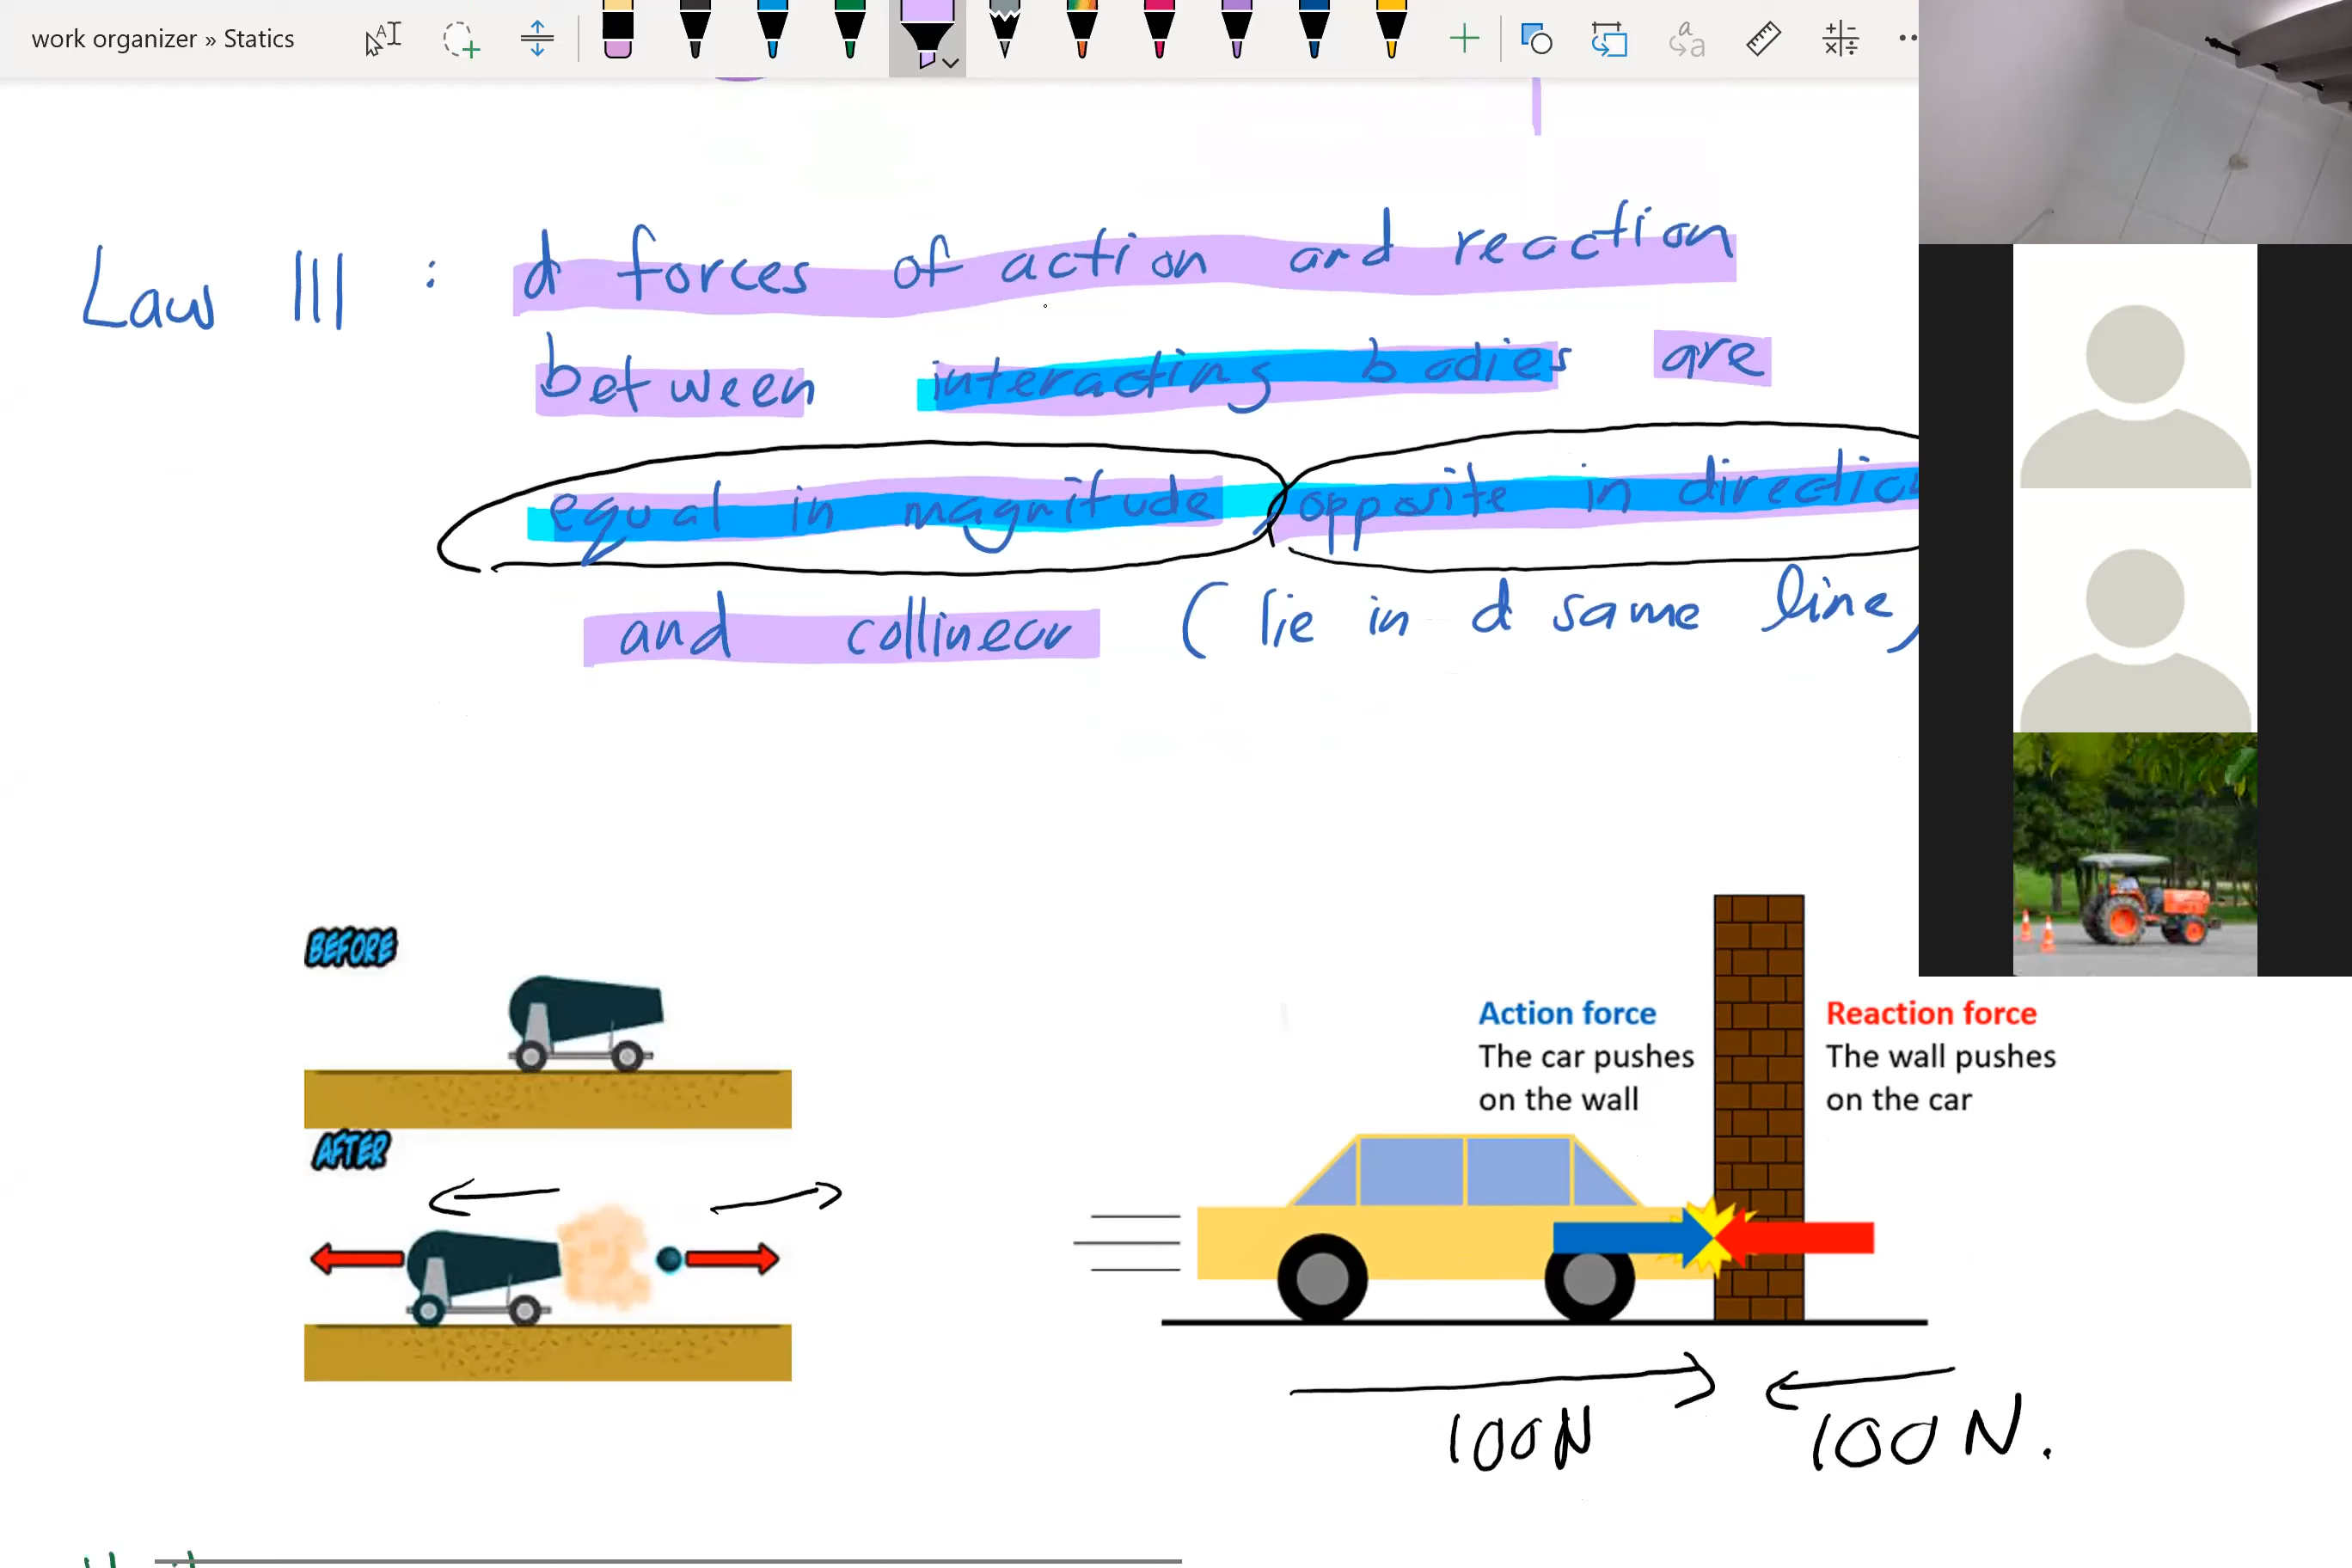 work organizer » Statics
Law III : d forces of action and reaction
between interacting bodies are
equal in magnitude, opposite in directio
and collinear (lie in d same line)
BEFORE
AFTER
Action force
The car pushes
on the wall
Reaction force
The wall pushes
on the car
100N
100N.